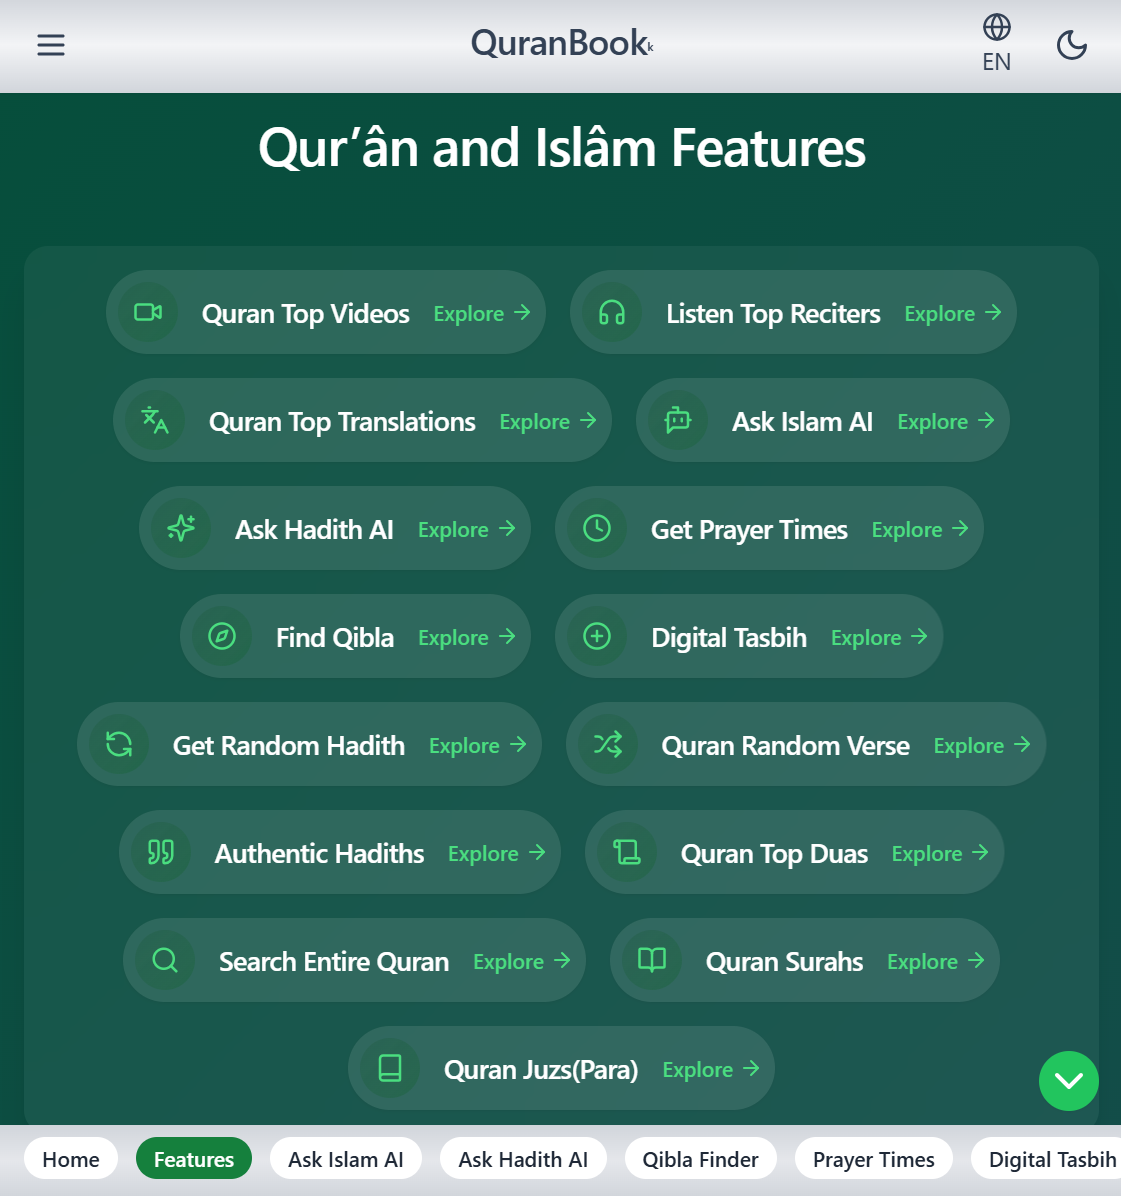 QuranBookk
EN
Qur’ân and Islâm Features
Quran Top Videos Explore → Listen Top Reciters Explore →
Quran Top Translations Explore → Ask Islam AI Explore →
Ask Hadith AI Explore → Get Prayer Times Explore →
Find Qibla Explore → Digital Tasbih Explore →
Get Random Hadith Explore → Quran Random Verse Explore →
Authentic Hadiths Explore → Quran Top Duas Explore →
Search Entire Quran Explore → Quran Surahs Explore →
Quran Juzs(Para) Explore →
Home Features Ask Islam AI Ask Hadith AI Qibla Finder Prayer Times Digital Tasbih